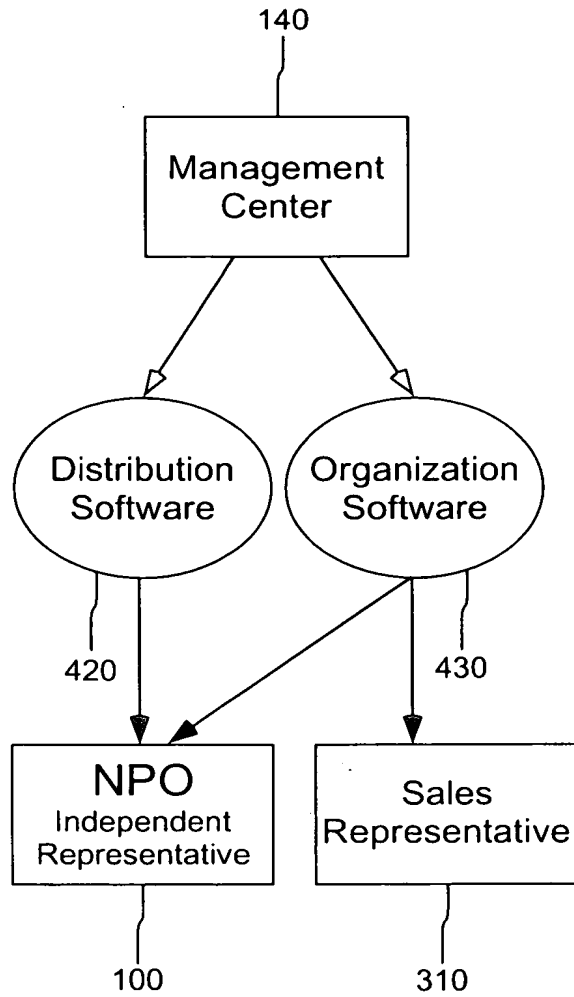 140
Management
Center
Distribution
Software
Organization
Software
420
430
NPO
Independent
Representative
Sales
Representative
100
310